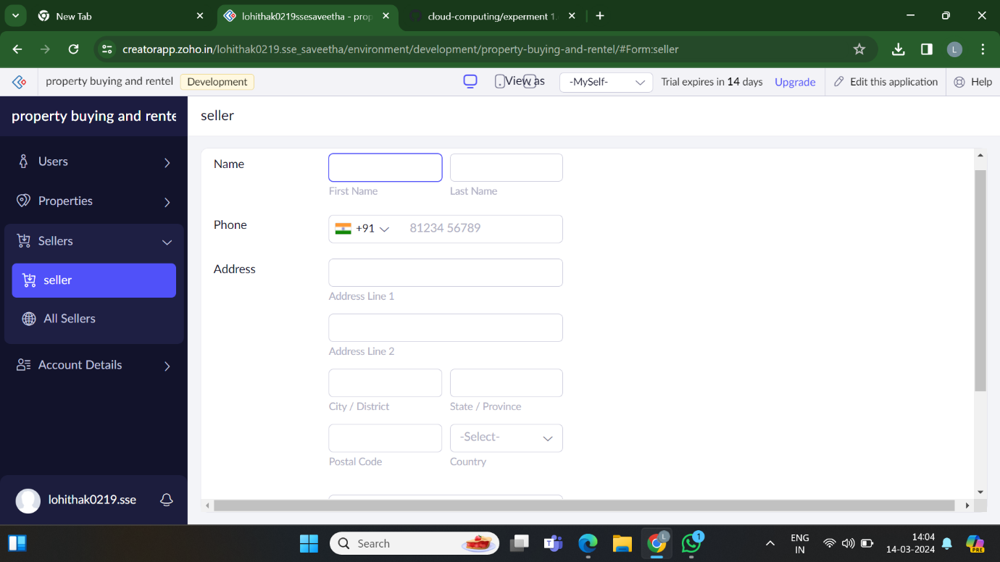 New Tab
lohithak0219ssesaveetha - prop
cloud-computing/experment 1.
creatorapp.zoho.in/lohithak0219.sse_saveetha/environment/development/property-buying-and-rentel/#Form:seller
L
property buying and rentel
Development
View as
-MySelf-
Trial expires in 14 days
Upgrade
Edit this application
Help
property buying and rente
seller
Users
Properties
Sellers
seller
All Sellers
Account Details
lohithak0219.sse
Name
First Name
Last Name
Phone
+91
81234 56789
Address
Address Line 1
Address Line 2
City / District
State / Province
-Select-
Postal Code
Country
Search
T
L
1
ENG
IN
14:04
14-03-2024
PRE